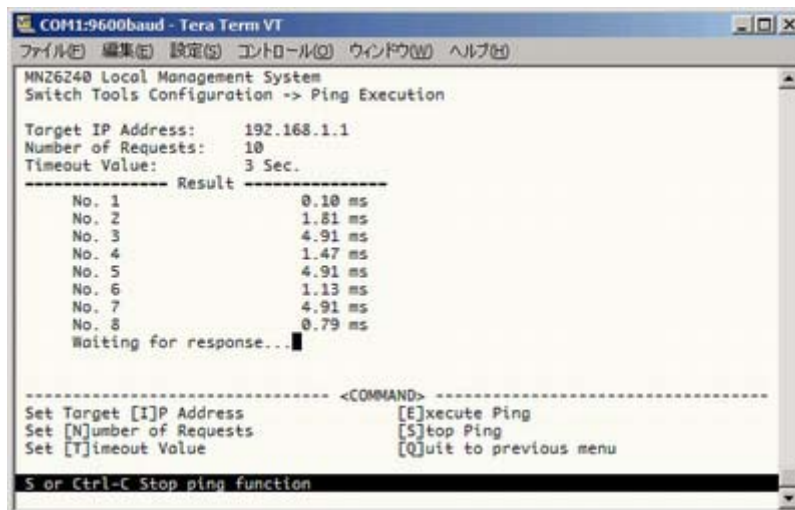 COM1:9600baud - Tera Term VT
ファイル(F) 編集(E) 設定(S) コントロール(O) ウィンドウ(W) ヘルプ(H)
MN26240 Local Management System
Switch Tools Configuration -> Ping Execution
Target IP Address: 192.168.1.1
Number of Requests: 10
Timeout Value: 3 Sec.
--------------- Result ---------------
No. 1 0.10 ms
No. 2 1.81 ms
No. 3 4.91 ms
No. 4 1.47 ms
No. 5 4.91 ms
No. 6 1.13 ms
No. 7 4.91 ms
No. 8 0.79 ms
Waiting for response...
-------------------------------- <COMMAND> -----------------------------------
Set Target [I]P Address [E]xecute Ping
Set [N]umber of Requests [S]top Ping
Set [T]imeout Value [Q]uit to previous menu
S or Ctrl-C Stop ping function